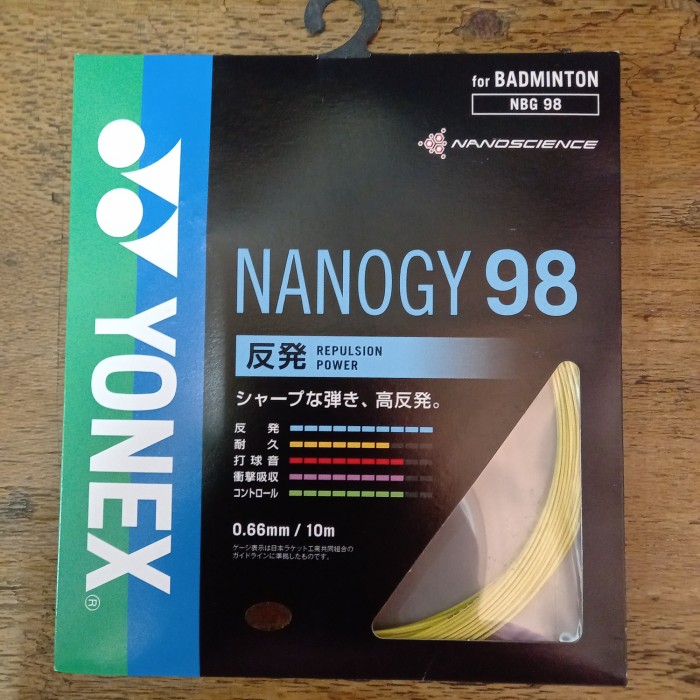 for BADMINTON
NBG 98
NANOSCIENCE
YONEX®
NANOGY 98
反発 REPULSION POWER
シャープな弾き、高反発。
反発
耐久
打球音
衝撃吸収
コントロール
0.66mm / 10m
ゲージ表示は日本ラケット工業共同組合の
ガイドラインに準拠したものです。